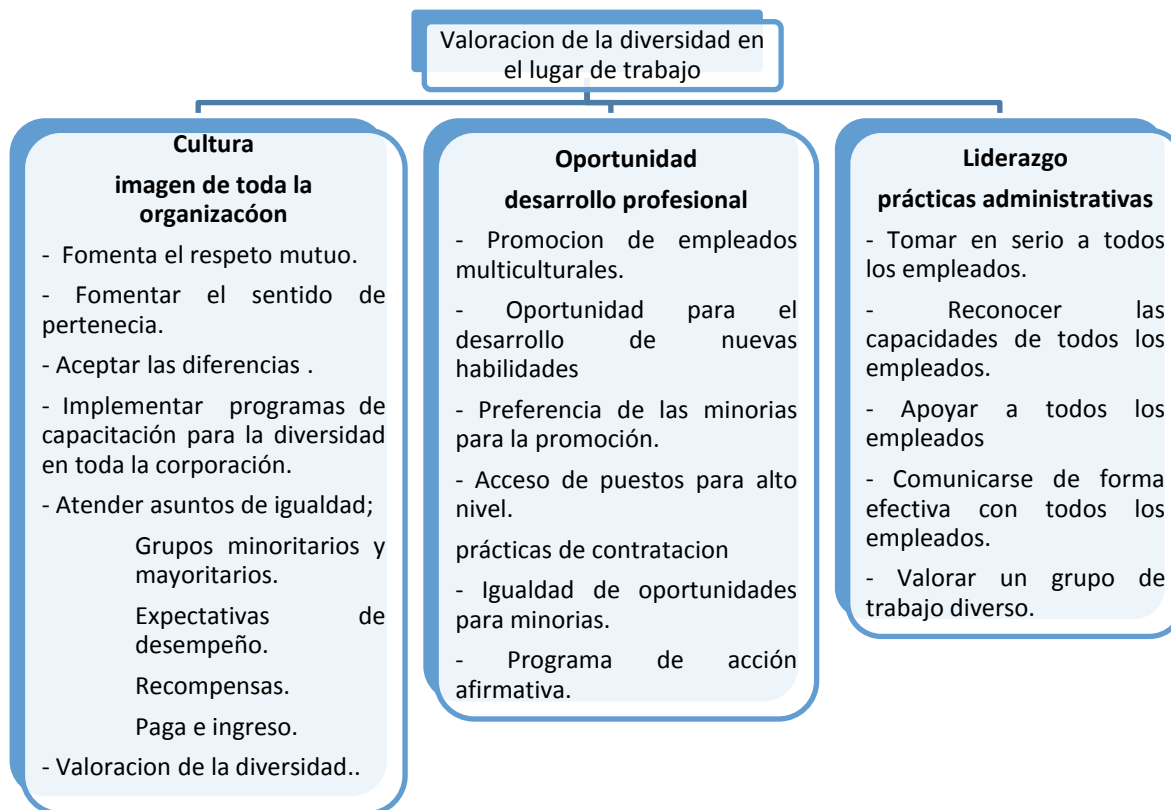 Valoracion de la diversidad en
el lugar de trabajo
Cultura
imagen de toda la
organizacóon
- Fomenta el respeto mutuo.
- Fomentar el sentido de
pertenecia.
- Aceptar las diferencias .
- Implementar programas de
capacitación para la diversidad
en toda la corporación.
- Atender asuntos de igualdad;
Grupos minoritarios y
mayoritarios.
Expectativas de
desempeño.
Recompensas.
Paga e ingreso.
- Valoracion de la diversidad..
Oportunidad
desarrollo profesional
- Promocion de empleados
multiculturales.
- Oportunidad para el
desarrollo de nuevas
habilidades
- Preferencia de las minorias
para la promoción.
- Acceso de puestos para alto
nivel.
prácticas de contratacion
- Igualdad de oportunidades
para minorias.
- Programa de acción
afirmativa.
Liderazgo
prácticas administrativas
- Tomar en serio a todos
los empleados.
- Reconocer las
capacidades de todos los
empleados.
- Apoyar a todos los
empleados
- Comunicarse de forma
efectiva con todos los
empleados.
- Valorar un grupo de
trabajo diverso.